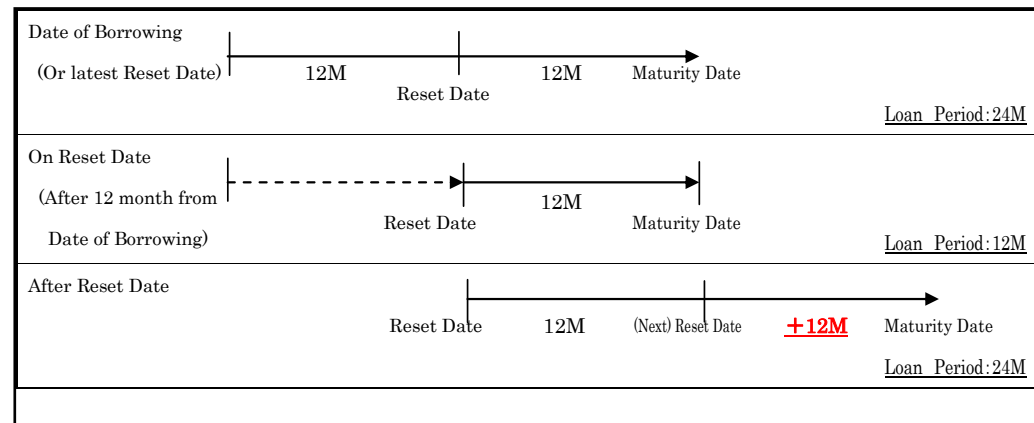 Date of Borrowing
(Or latest Reset Date)
12M
12M
Maturity Date
Reset Date
Loan Period:24M
On Reset Date
(After 12 month from
12M
Reset Date
Maturity Date
Date of Borrowing)
Loan Period:12M
After Reset Date
Reset Date
12M
(Next) Reset Date
+12M
Maturity Date
Loan Period:24M